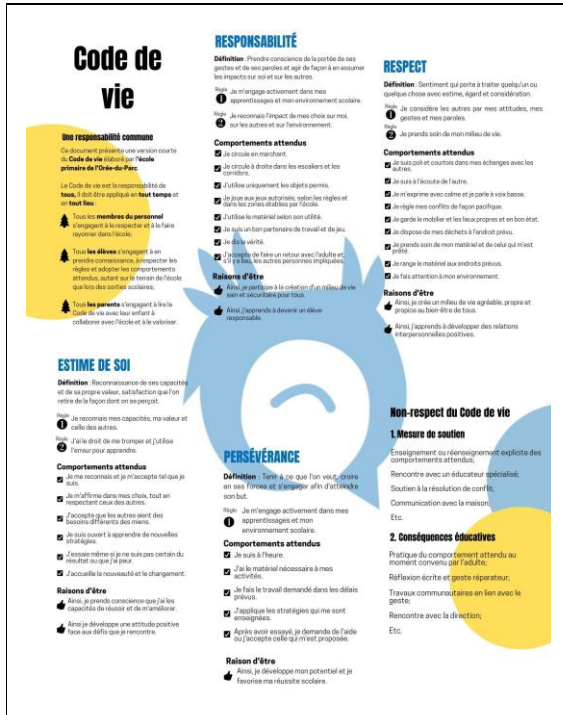 Code de
vie
Une responsabilité commune
Ce document présente une version courte
du Code de vie élaboré par l'école
primaire de l'Orée-du-Parc.
Le Code de vie est la responsabilité de
tous, il doit être appliqué en tout temps et
en tout lieu :
Tous les membres du personnel
s'engagent à le respecter et à la faire
rayonner dans l'école;
Tous les élèves s'engagent à en
prendre connaissance, à respecter les
règles et adopter les comportements
attendus, autant sur le terrain de l'école
que lors des sorties scolaires;
Tous les parents s'engagent à lire le
Code de vie avec leur enfant à
collaborer avec l'école et à le valoriser.
RESPONSABILITÉ
Définition : Prendre conscience de la portée de ses
gestes et de ses paroles et agir de façon à en assumer
les impacts sur soi et sur les autres.
Règle
1 Je m'engage activement dans mes
apprentissages et mon environnement scolaire.
Règle
2 Je reconnais l'impact de mes choix sur moi,
sur les autres et sur l'environnement.
Comportements attendus
Je circule en marchant.
Je circule à droite dans les escaliers et les
corridors.
J'utilise uniquement les objets permis.
Je joue aux jeux autorisés, selon les règles et
dans les zones établies par l'école.
J'utilise le matériel selon son utilité.
Je suis un bon partenaire de travail et de jeu.
Je dis la vérité.
J'accepte de faire un retour avec l'adulte et,
s'il y a lieu, les autres personnes impliquées.
Raisons d'être
Ainsi, je participe à la création d'un milieu de vie
sain et sécuritaire pour tous.
Ainsi, j'apprends à devenir un élève
responsable.
RESPECT
Définition : Sentiment qui porte à traiter quelqu'un ou
quelque chose avec estime, égard et considération.
Règle
1 Je considère les autres par mes attitudes, mes
gestes et mes paroles.
Règle
2 Je prends soin de mon milieu de vie.
Comportements attendus
Je suis poli et courtois dans mes échanges avec les
autres.
Je suis à l'écoute de l'autre.
Je m'exprime avec calme et je parle à voix basse.
Je règle mes conflits de façon pacifique.
Je garde le mobilier et les lieux propres et en bon état.
Je dispose de mes déchets à l'endroit prévu.
Je prends soin de mon matériel et de celui qui m'est
prêté.
Je range le matériel aux endroits prévus.
Je fais attention à mon environnement.
Raisons d'être
Ainsi, je crée un milieu de vie agréable, propre et
propice au bien-être de tous.
Ainsi, j'apprends à développer des relations
interpersonnelles positives.
ESTIME DE SOI
Définition : Reconnaissance de ses capacités
et de sa propre valeur, satisfaction que l'on
retire de la façon dont on se perçoit.
Règle
1 Je reconnais mes capacités, ma valeur et
celle des autres.
Règle
2 J'ai le droit de me tromper et j'utilise
l'erreur pour apprendre.
Comportements attendus
Je me reconnais et je m'accepte tel que je
suis.
Je m'affirme dans mes choix, tout en
respectant ceux des autres.
J'accepte que les autres aient des
besoins différents des miens.
Je suis ouvert à apprendre de nouvelles
stratégies.
J'essaie même si je ne suis pas certain du
résultat ou que j'ai peur.
J'accueille la nouveauté et le changement.
Raisons d'être
Ainsi, je prends conscience que j'ai les
capacités de réussir et de m'améliorer.
Ainsi je développe une attitude positive
face aux défis que je rencontre.
PERSÉVÉRANCE
Définition : Tenir à ce que l'on veut, croire
en ses forces et s'engager afin d'atteindre
son but.
Règle
1 Je m'engage activement dans mes
apprentissages et mon
environnement scolaire.
Comportements attendus
Je suis à l'heure.
J'ai le matériel nécessaire à mes
activités.
Je fais le travail demandé dans les délais
prévus.
J'applique les stratégies qui me sont
enseignées.
Après avoir essayé, je demande de l'aide
ou j'accepte celle qui m'est proposée.
Raison d'être
Ainsi, je développe mon potentiel et je
favorise ma réussite scolaire.
Non-respect du Code de vie
1. Mesure de soutien
Enseignement ou réenseignement explicite des
comportements attendus;
Rencontre avec un éducateur spécialisé;
Soutien à la résolution de conflit;
Communication avec la maison;
Etc.
2. Conséquences éducatives
Pratique du comportement attendu au
moment convenu par l'adulte;
Réflexion écrite et geste réparateur;
Travaux communautaires en lien avec le
geste;
Rencontre avec la direction;
Etc.